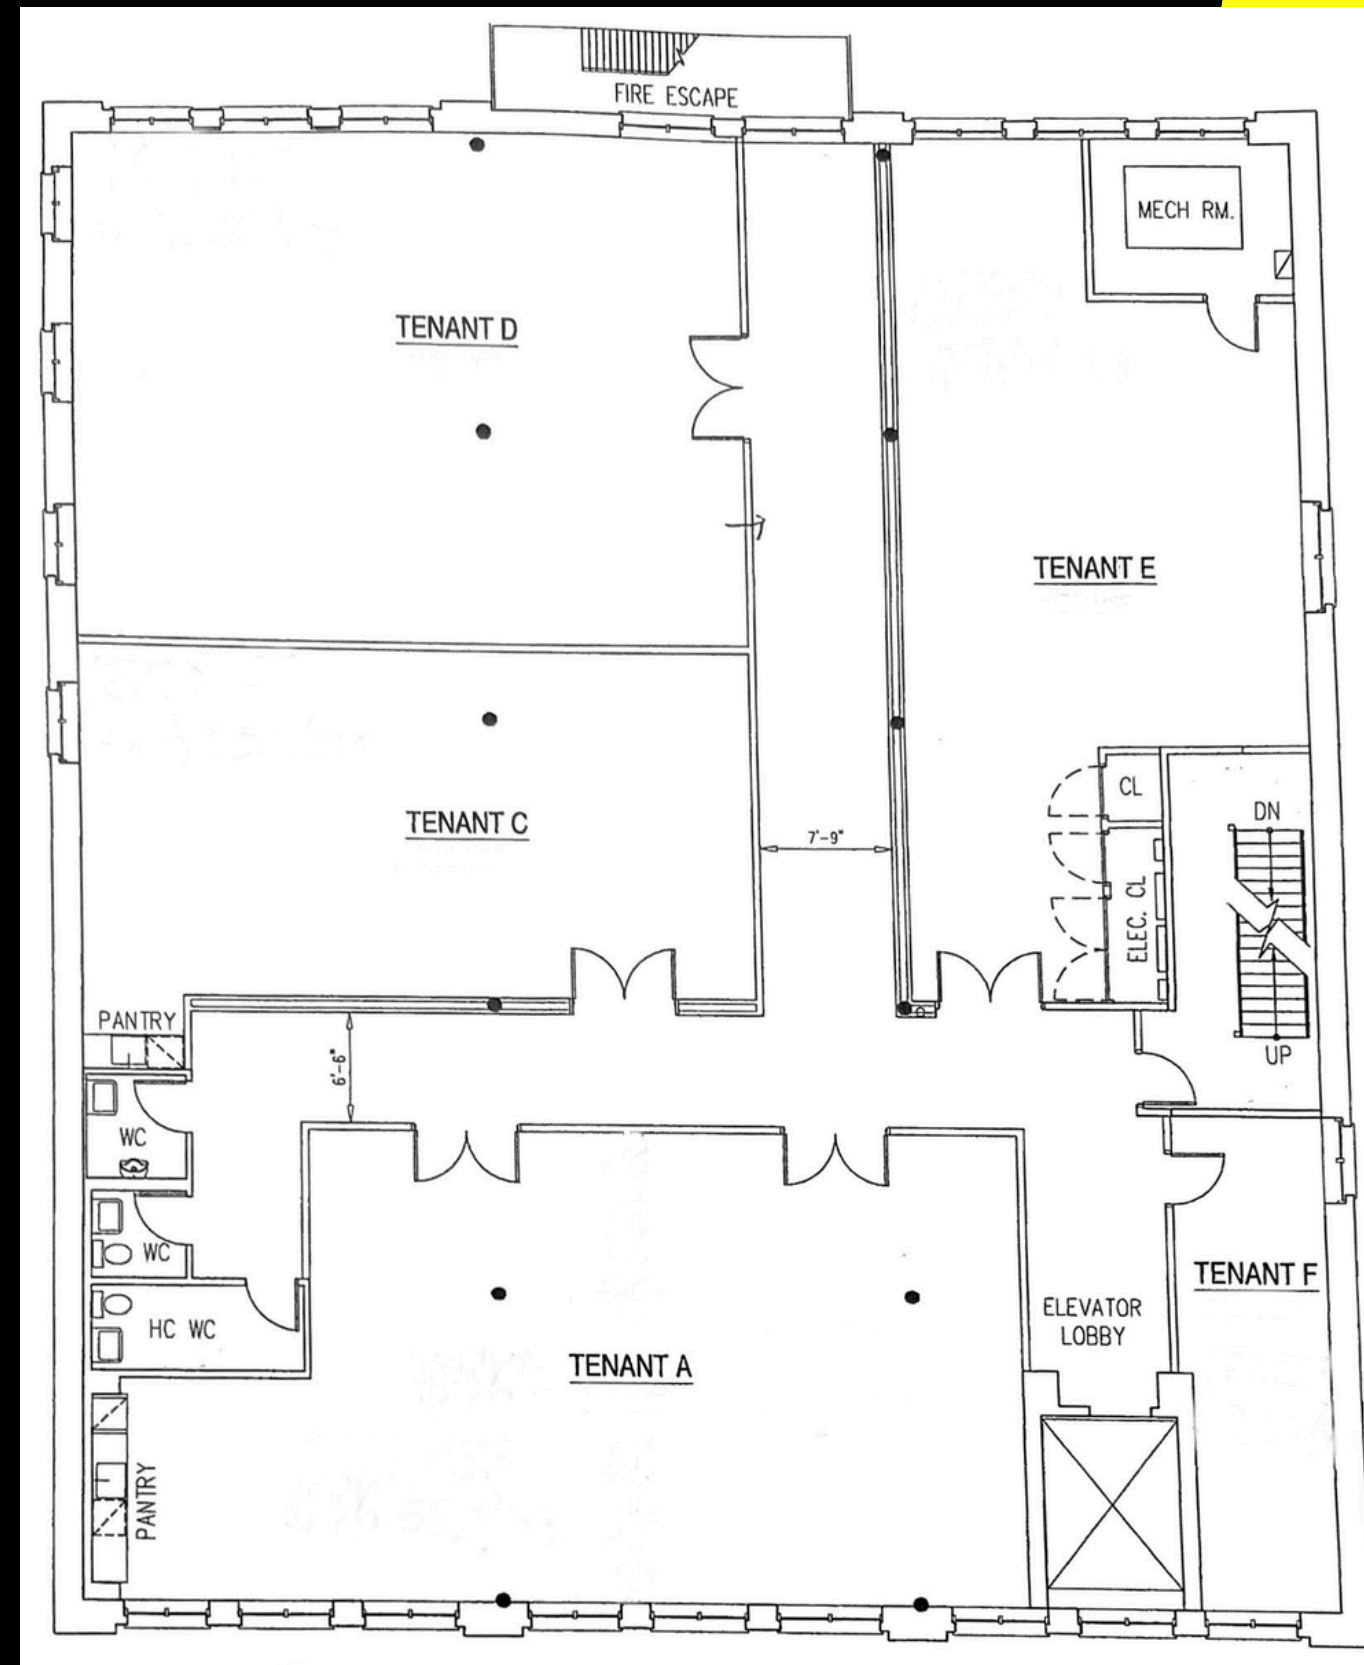 FIRE ESCAPE
MECH RM.
TENANT D
TENANT E
CL
DN
TENANT C
7'-9"
ELEC. CL
PANTRY
6'-6"
UP
WC
WC
TENANT F
ELEVATOR
LOBBY
HC WC
TENANT A
PANTRY